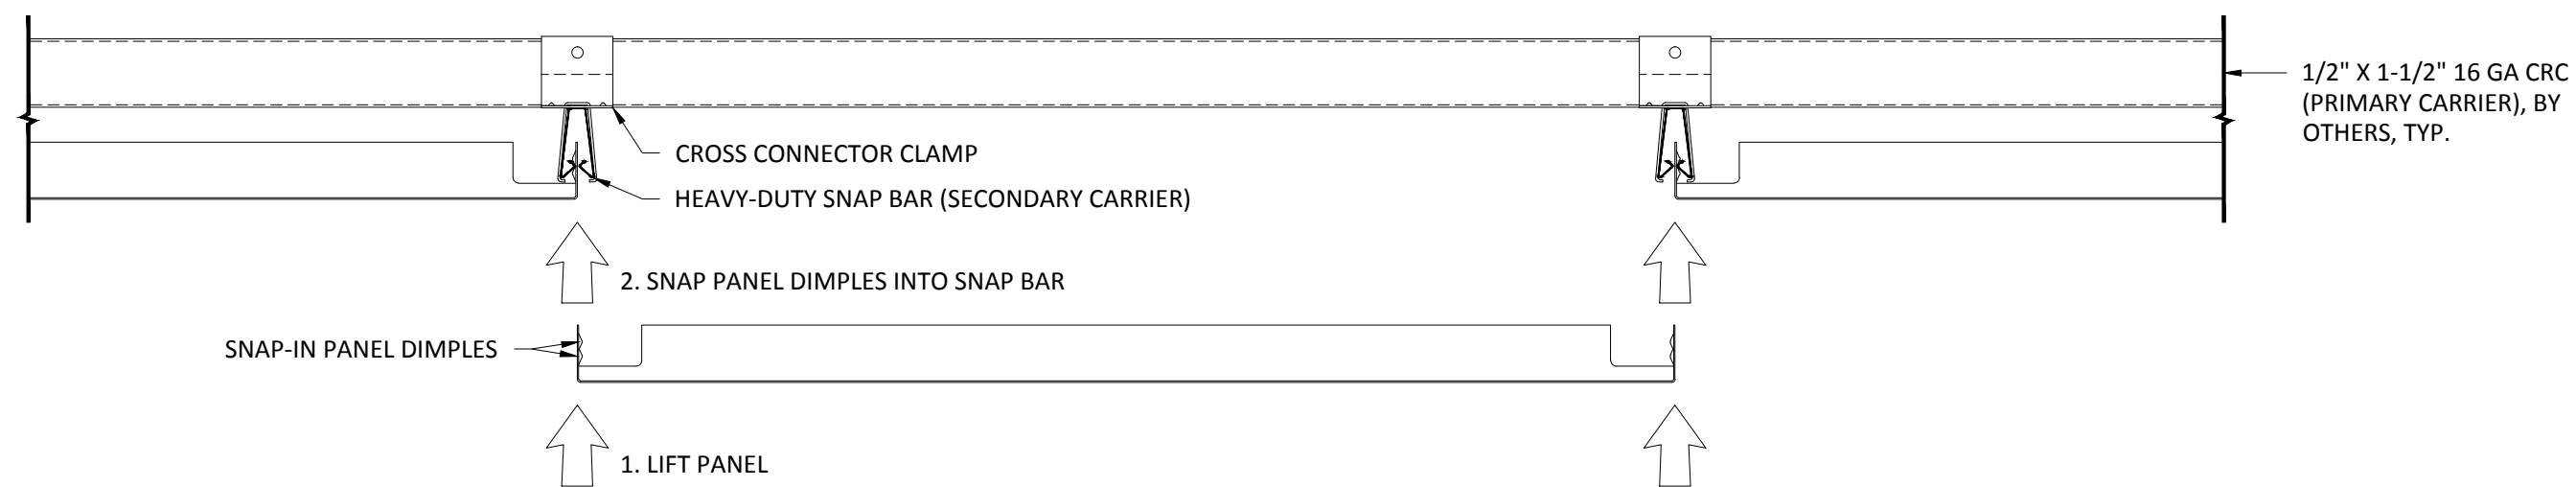 1/2" X 1-1/2" 16 GA CRC
(PRIMARY CARRIER), BY
OTHERS, TYP.
CROSS CONNECTOR CLAMP
HEAVY-DUTY SNAP BAR (SECONDARY CARRIER)
2. SNAP PANEL DIMPLES INTO SNAP BAR
SNAP-IN PANEL DIMPLES
1. LIFT PANEL